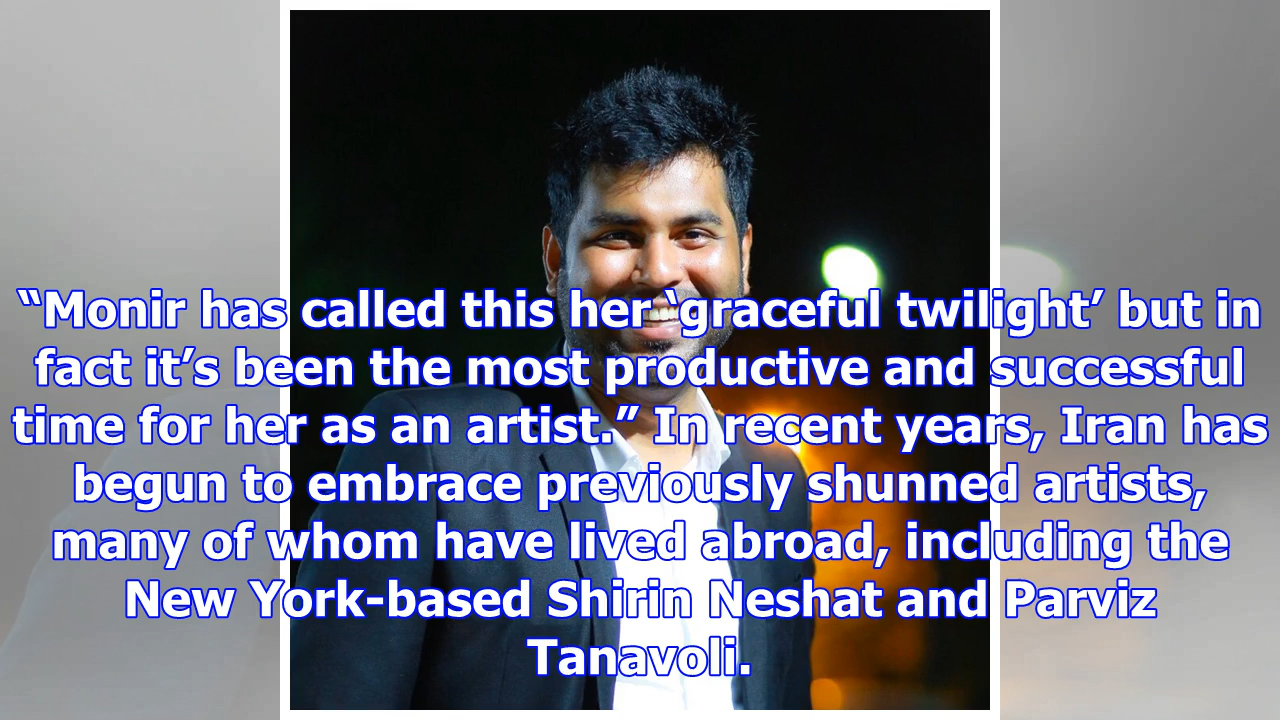 “Monir has called this her ‘graceful twilight’ but in
fact it’s been the most productive and successful
time for her as an artist.” In recent years, Iran has
begun to embrace previously shunned artists,
many of whom have lived abroad, including the
New York-based Shirin Neshat and Parviz
Tanavoli.